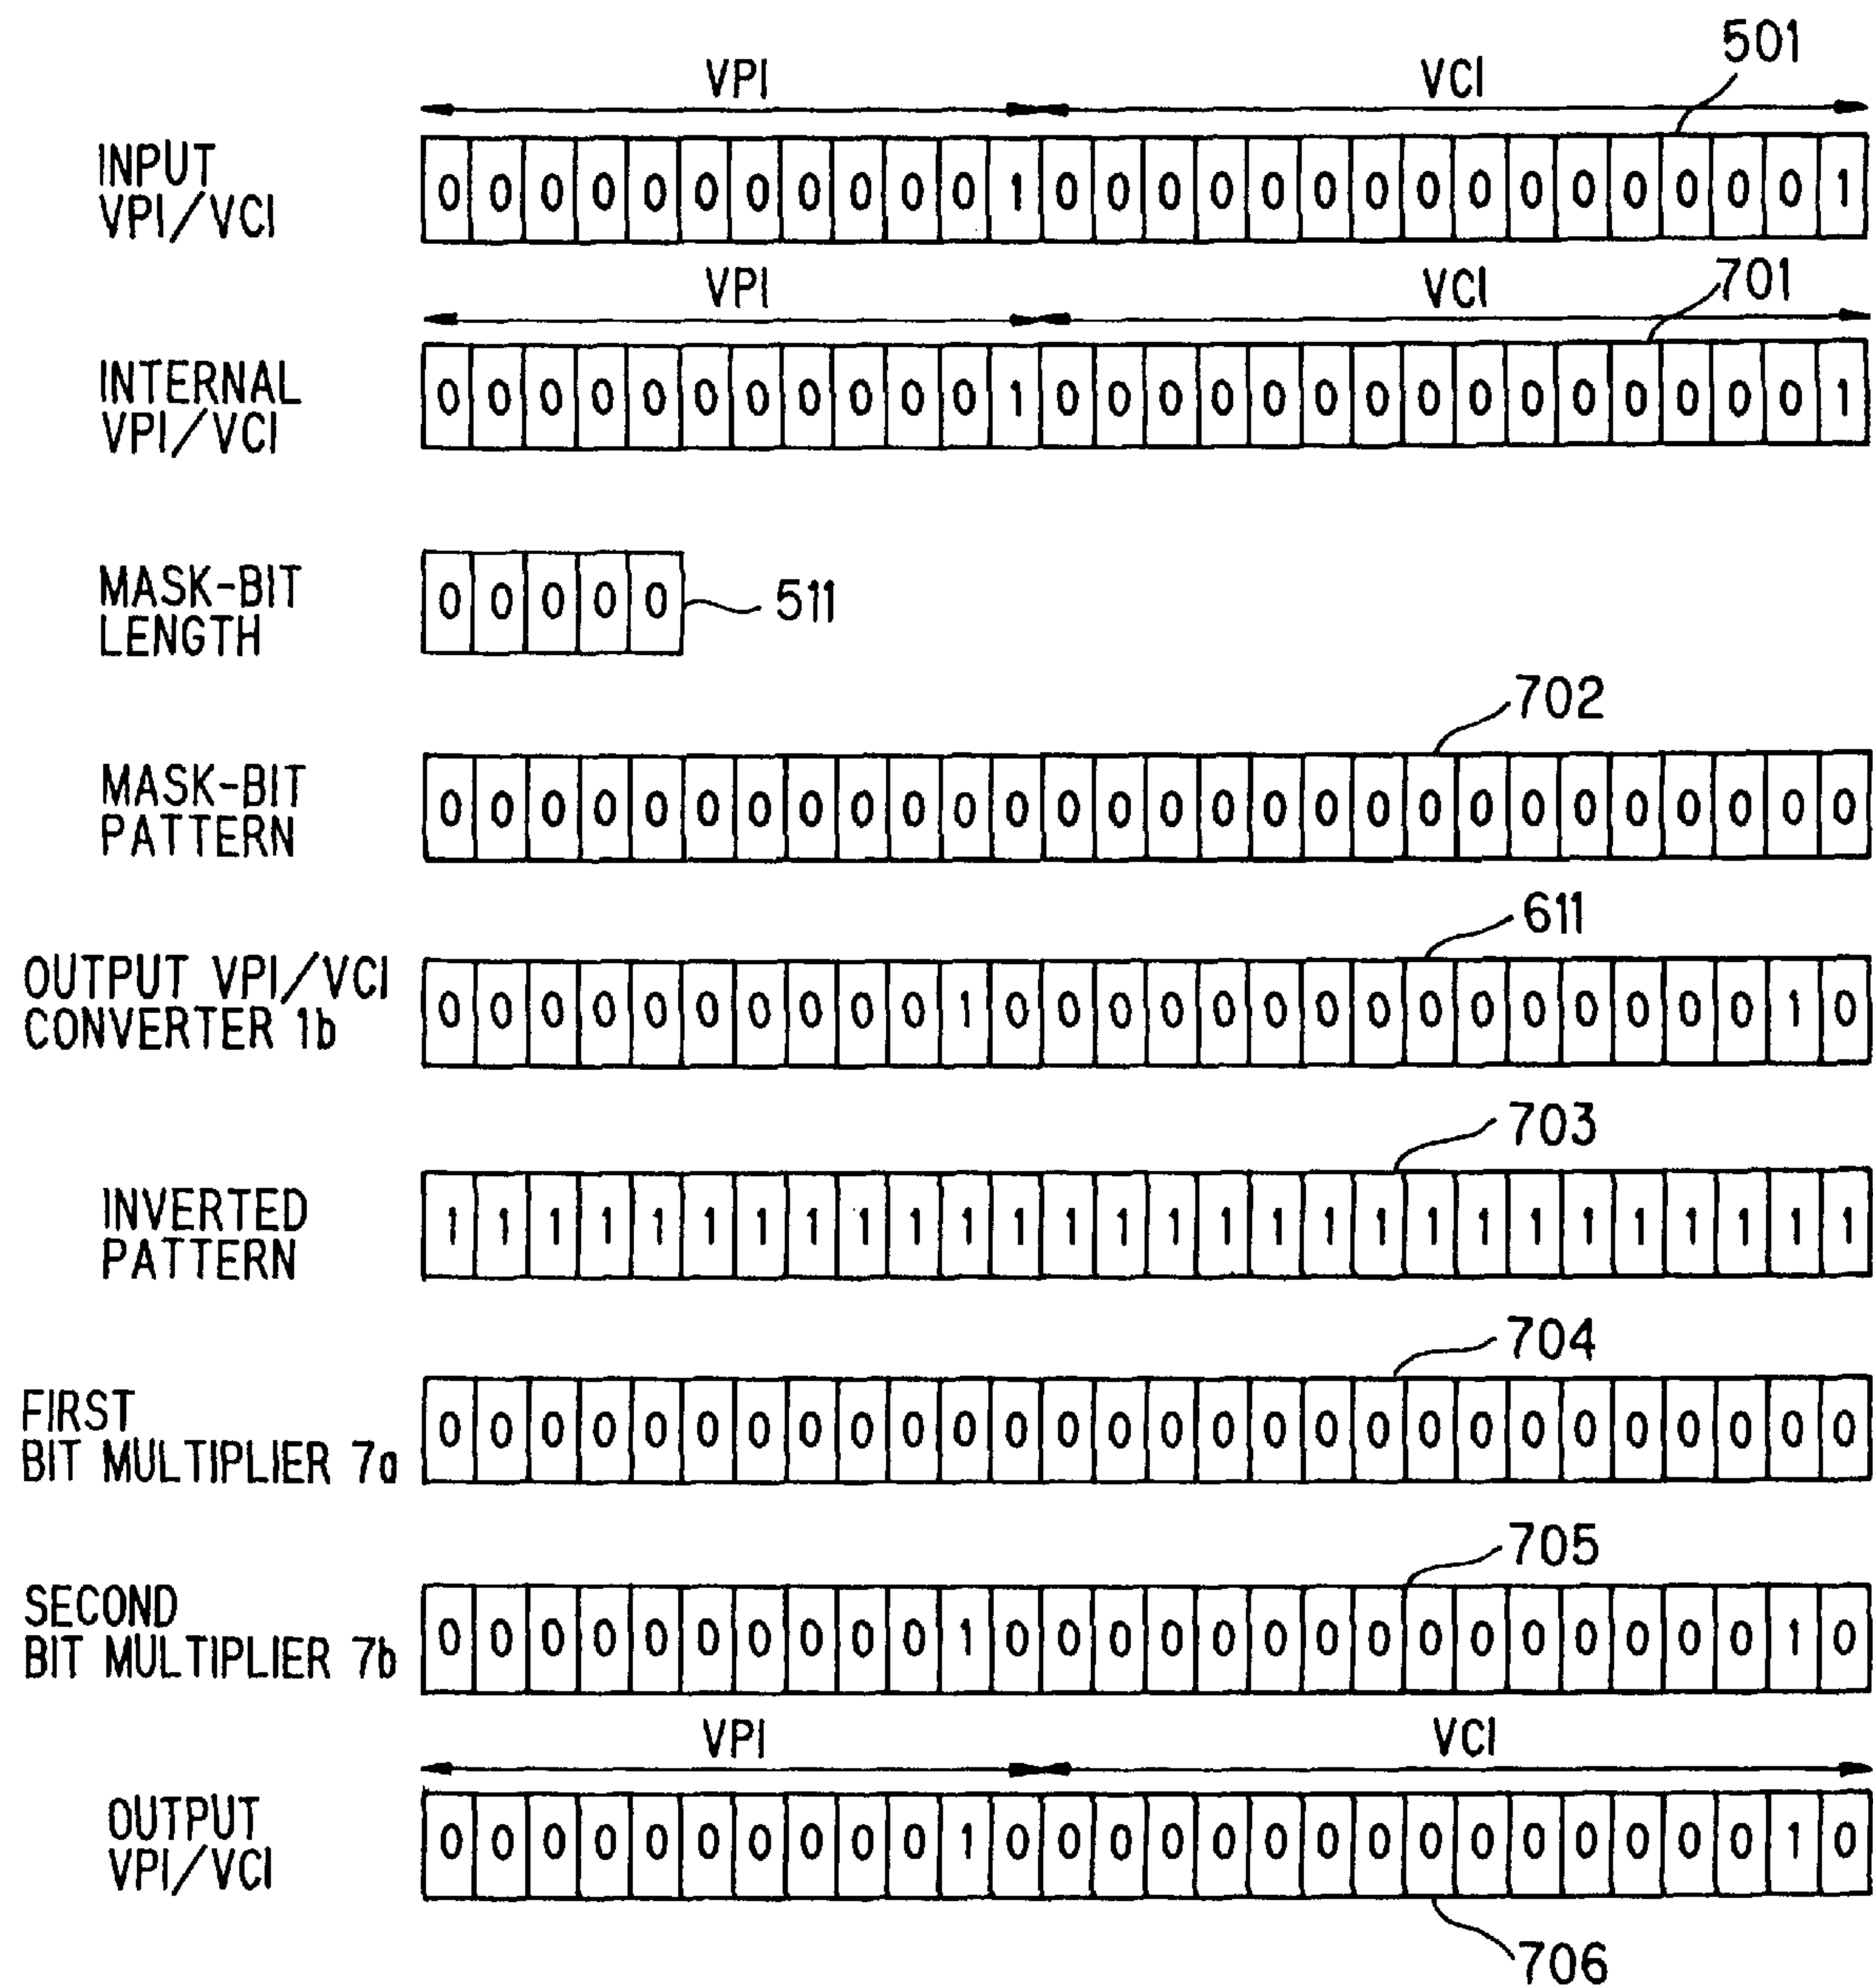 VPI VCI 501
INPUT
VPI/VCI
0 0 0 0 0 0 0 0 0 0 0 1 0 0 0 0 0 0 0 0 0 0 0 0 0 0 0 1
VPI VCI 701
INTERNAL
VPI/VCI
0 0 0 0 0 0 0 0 0 0 0 1 0 0 0 0 0 0 0 0 0 0 0 0 0 0 0 1
MASK-BIT
LENGTH
0 0 0 0 0 511
702
MASK-BIT
PATTERN
0 0 0 0 0 0 0 0 0 0 0 0 0 0 0 0 0 0 0 0 0 0 0 0 0 0 0 0
611
OUTPUT VPI/VCI
CONVERTER 1b
0 0 0 0 0 0 0 0 0 0 1 0 0 0 0 0 0 0 0 0 0 0 0 0 0 0 1 0
703
INVERTED
PATTERN
1 1 1 1 1 1 1 1 1 1 1 1 1 1 1 1 1 1 1 1 1 1 1 1 1 1 1 1
704
FIRST
BIT MULTIPLIER 7a
0 0 0 0 0 0 0 0 0 0 0 0 0 0 0 0 0 0 0 0 0 0 0 0 0 0 0 0
705
SECOND
BIT MULTIPLIER 7b
0 0 0 0 0 0 0 0 0 0 1 0 0 0 0 0 0 0 0 0 0 0 0 0 0 0 1 0
VPI VCI
OUTPUT
VPI/VCI
0 0 0 0 0 0 0 0 0 0 1 0 0 0 0 0 0 0 0 0 0 0 0 0 0 0 1 0
706